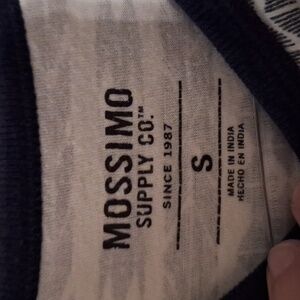 MOSSIMO
SUPPLY CO.™
SINCE 1987
S
MADE IN INDIA
HECHO EN INDIA